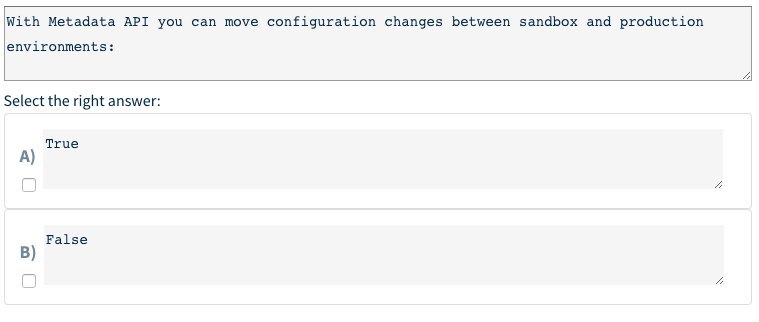 With Metadata API you can move configuration changes between sandbox and production
environments:
Select the right answer:
A)
True
B)
False